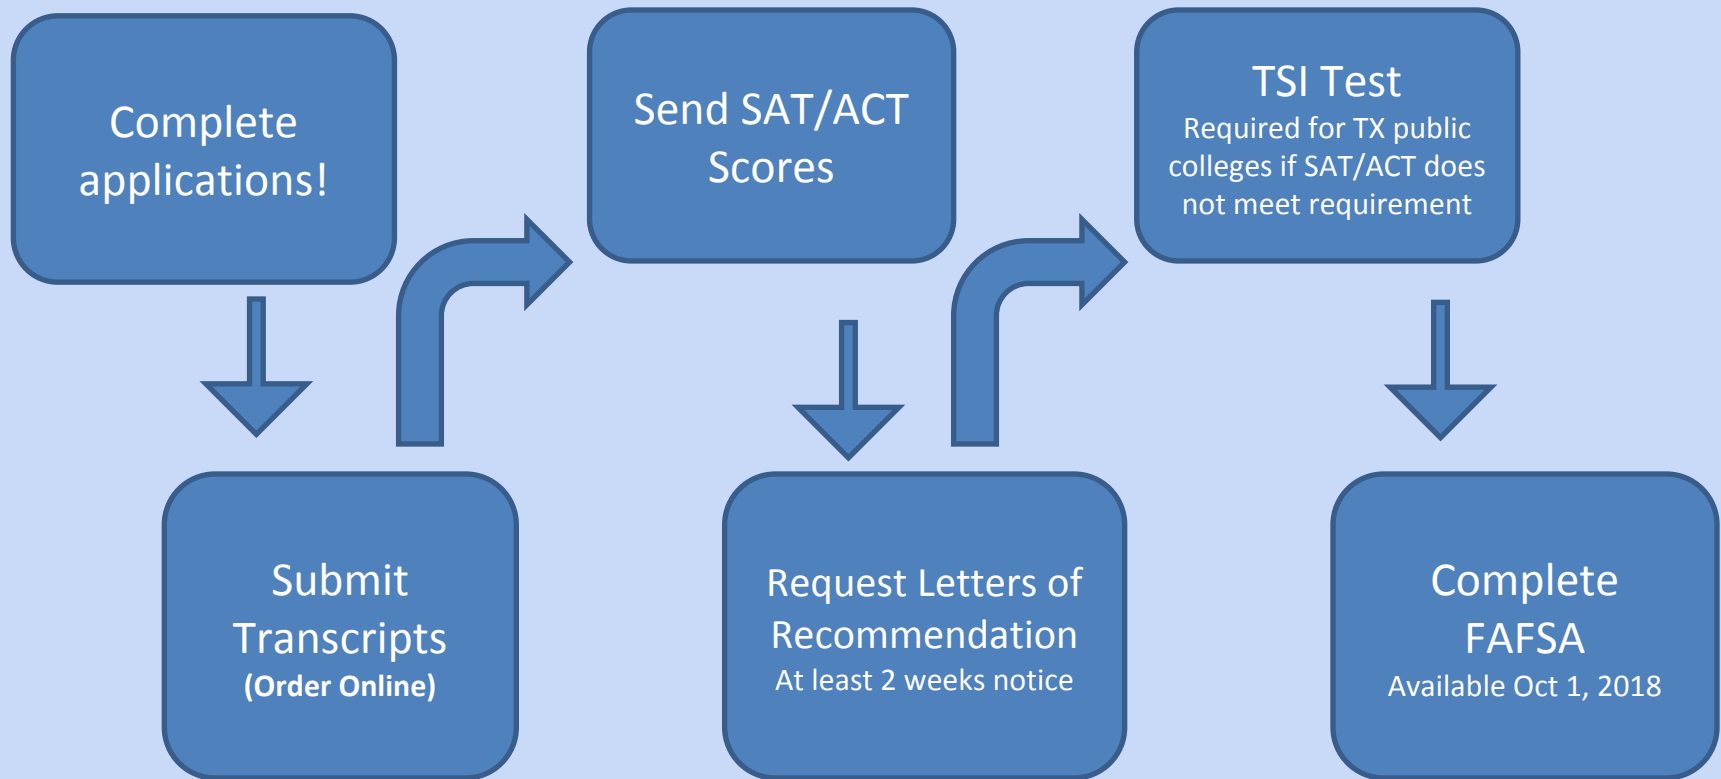 Complete
applications!
Submit
Transcripts
(Order Online)
Send SAT/ACT
Scores
Request Letters of
Recommendation
At least 2 weeks notice
TSI Test
Required for TX public
colleges if SAT/ACT does
not meet requirement
Complete
FAFSA
Available Oct 1, 2018